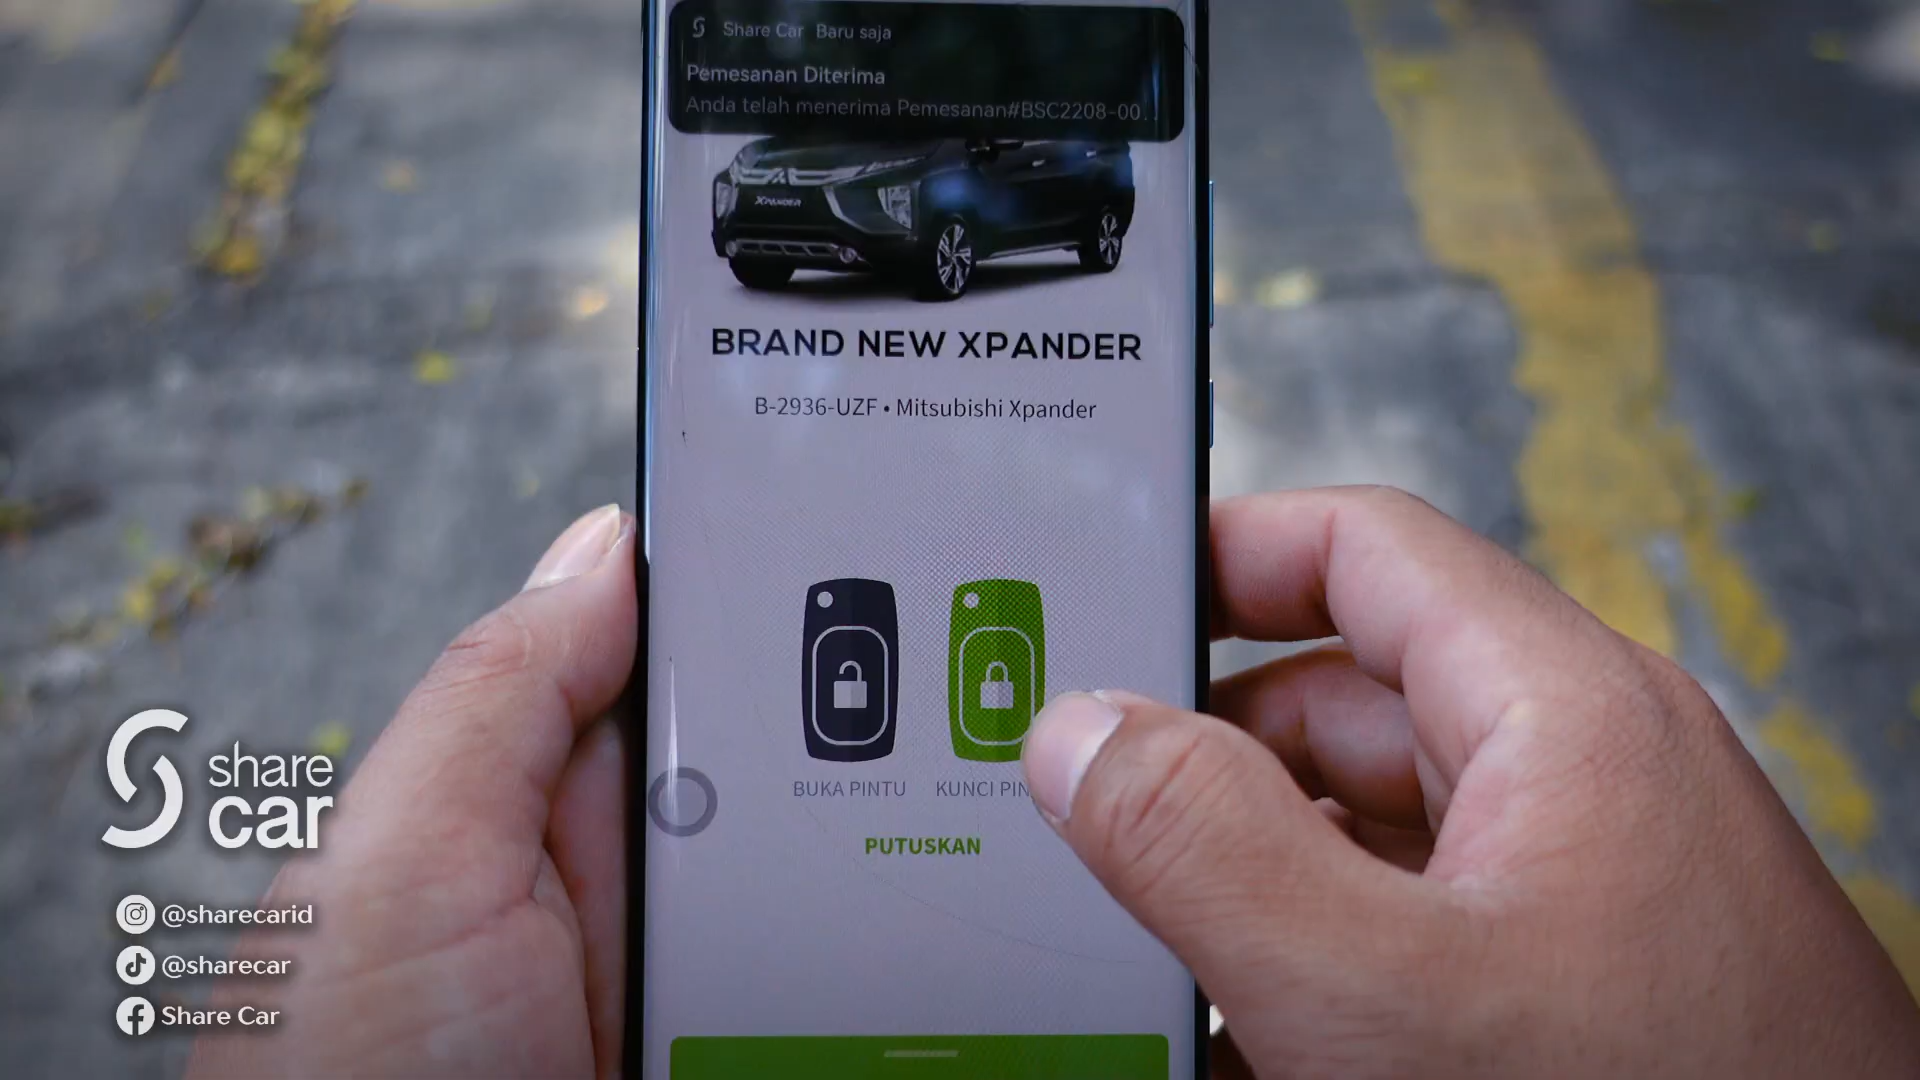 Share Car Baru saja
Pemesanan Diterima
Anda telah menerima Pemesanan#BSC2208-00..
XPANDER
BRAND NEW XPANDER
B-2936-UZF • Mitsubishi Xpander
BUKA PINTU
KUNCI PIN
PUTUSKAN
share
car
@sharecarid
@sharecar
Share Car